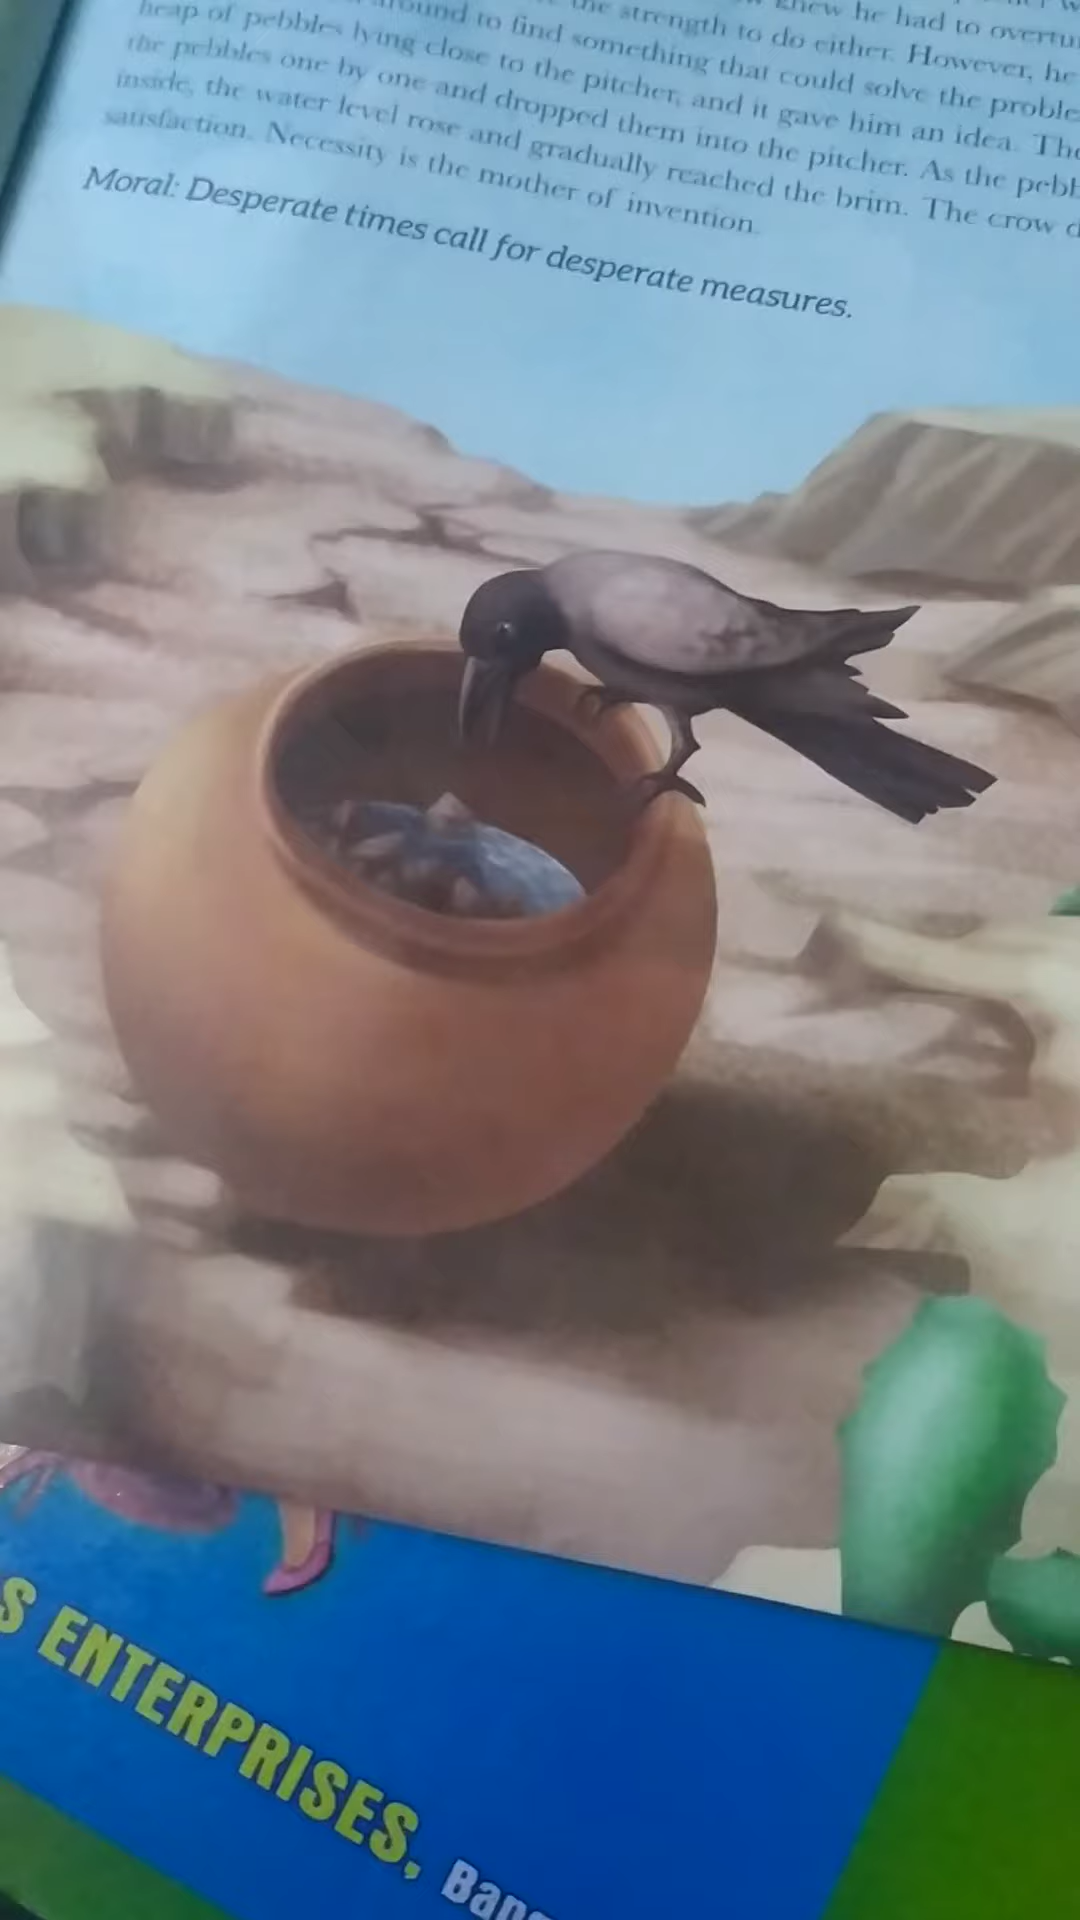 knew he had to overtu
the strength to do either. However, he
around to find something that could solve the proble
heap of pebbles lying close to the pitcher, and it gave him an idea. The
the pebbles one by one and dropped them into the pitcher. As the pebb
inside, the water level rose and gradually reached the brim. The crow d
satisfaction. Necessity is the mother of invention.
Moral: Desperate times call for desperate measures.
S ENTERPRISES, Bang